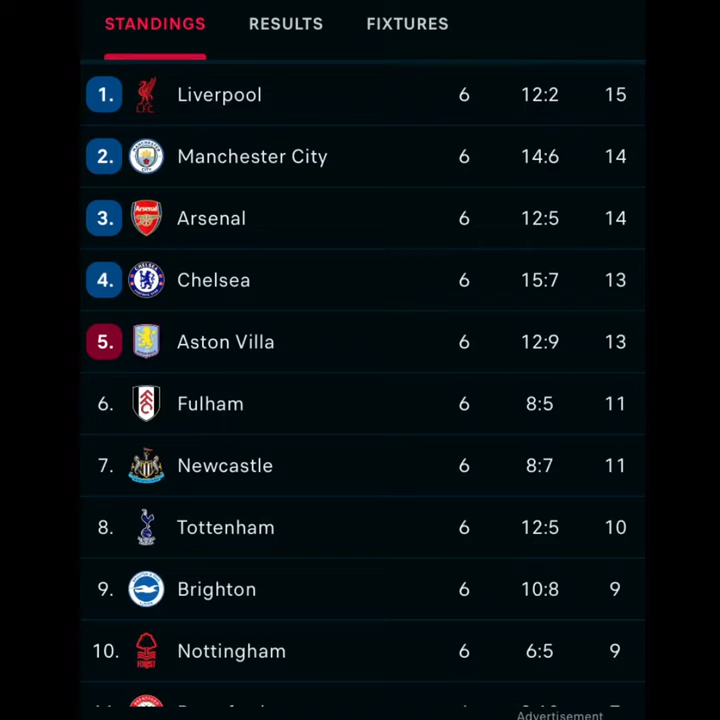 STANDINGS RESULTS FIXTURES
1. Liverpool 6 12:2 15
2. Manchester City 6 14:6 14
3. Arsenal 6 12:5 14
4. Chelsea 6 15:7 13
5. Aston Villa 6 12:9 13
6. Fulham 6 8:5 11
7. Newcastle 6 8:7 11
8. Tottenham 6 12:5 10
9. Brighton 6 10:8 9
10. Nottingham 6 6:5 9
Advertisement